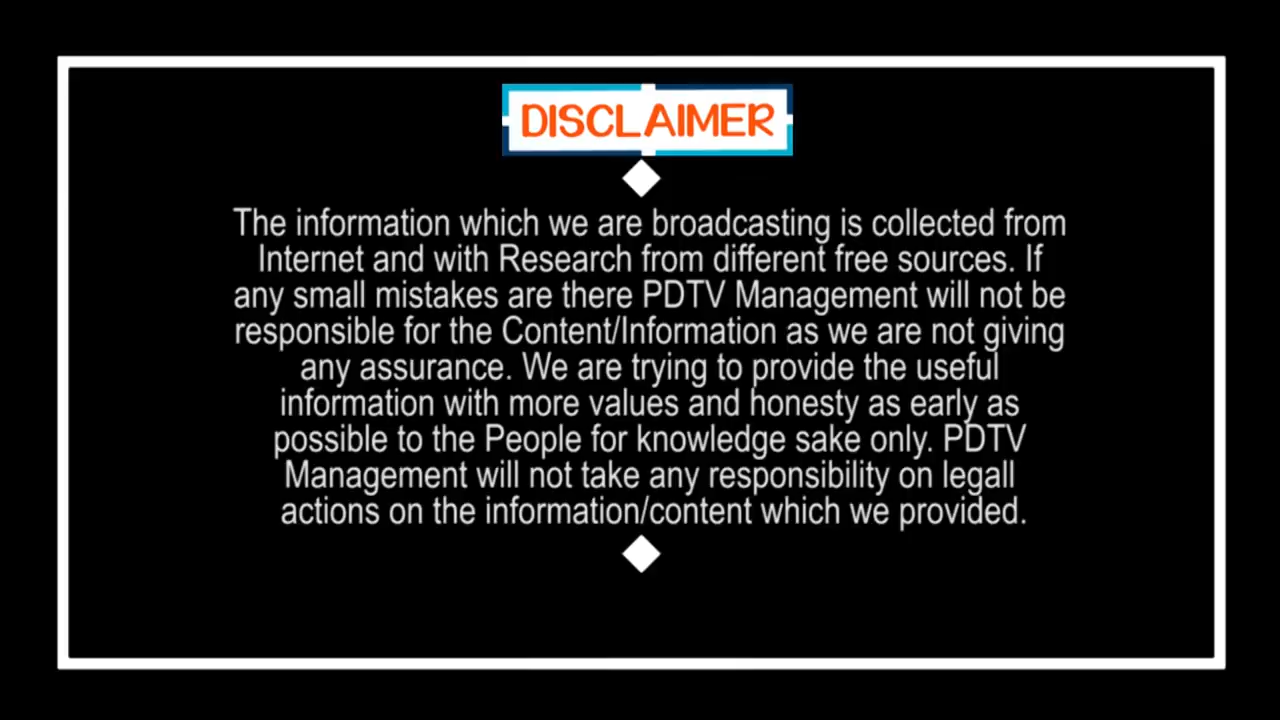 DISCLAIMER
The information which we are broadcasting is collected from
Internet and with Research from different free sources. If
any small mistakes are there PDTV Management will not be
responsible for the Content/Information as we are not giving
any assurance. We are trying to provide the useful
information with more values and honesty as early as
possible to the People for knowledge sake only. PDTV
Management will not take any responsibility on legall
actions on the information/content which we provided.